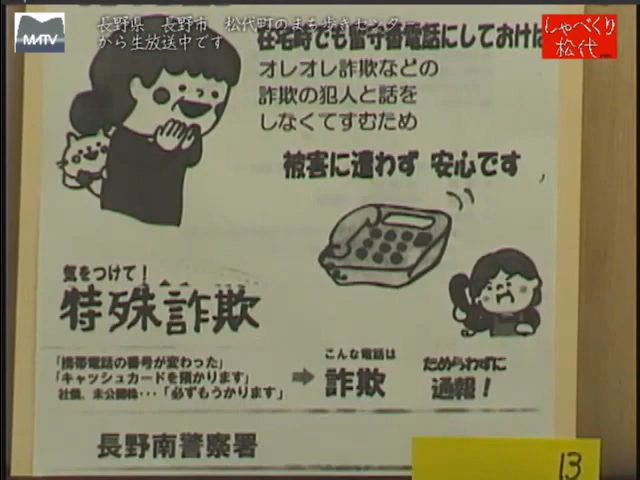 MATV
長野県　長野市　松代町のまち歩きセンター
から生放送中です
しゃべくり
松代
在宅時でも留守番電話にしておけば
オレオレ詐欺などの
詐欺の犯人と話を
しなくてすむため
被害に遭わず 安心です
気をつけて！
特殊詐欺
「携帯電話の番号が変わった」
「キャッシュカードを預かります」
社債、未公開株･･･「必ずもうかります」
➡
こんな電話は
詐欺
ためらわずに
通報！
長野南警察署
13